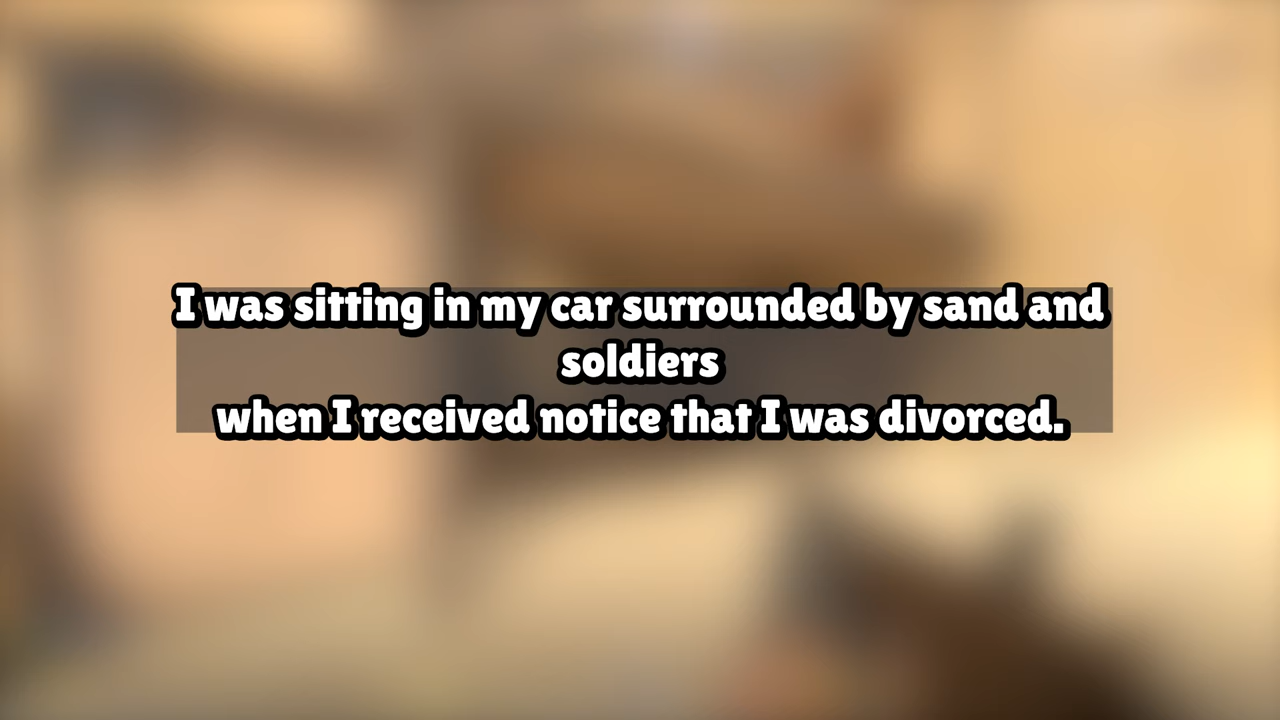 I was sitting in my car surrounded by sand and
soldiers
when I received notice that I was divorced.